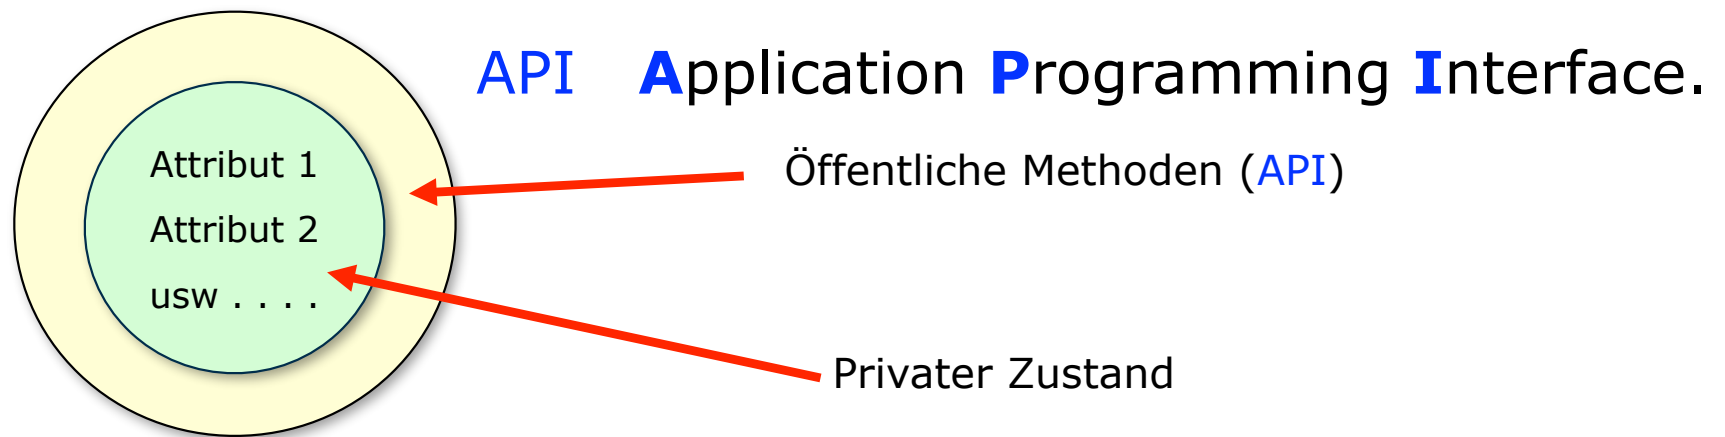 API Application Programming Interface.
Öffentliche Methoden (API)
Attribut 1
Attribut 2
usw . . . .
Privater Zustand